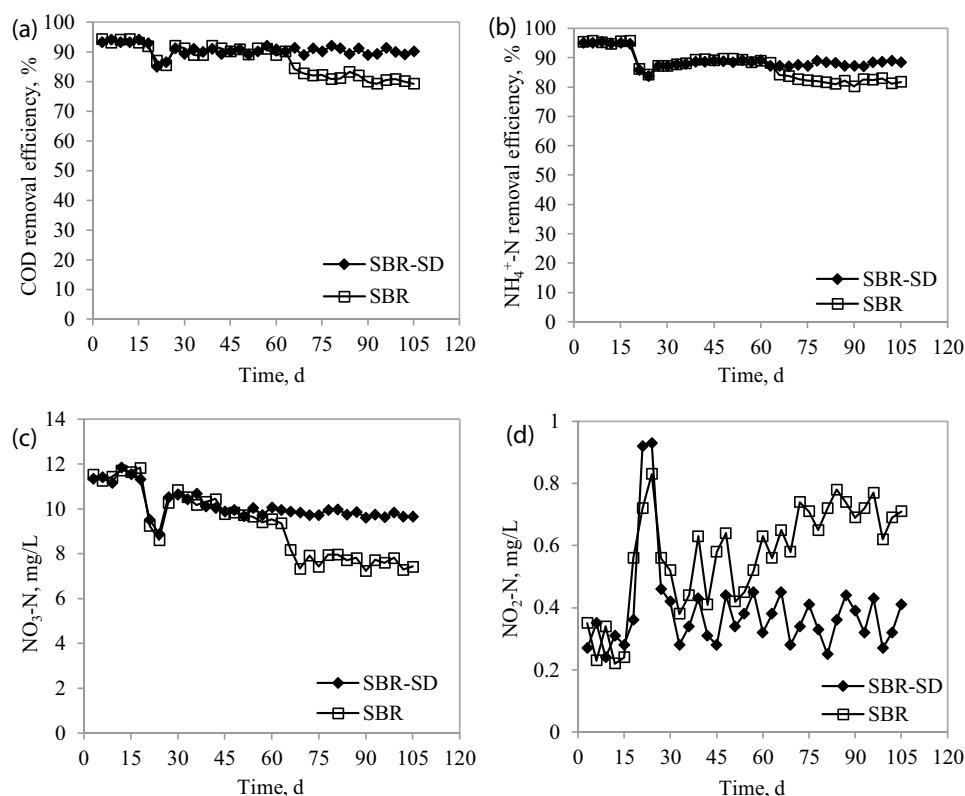 (a)
COD removal efficiency, %
100
90
80
70
60
50
40
30
20
10
0
SBR-SD
SBR
0 15 30 45 60 75 90 105 120
Time, d
(b)
NH₄⁺-N removal efficiency, %
100
90
80
70
60
50
40
30
20
10
0
SBR-SD
SBR
0 15 30 45 60 75 90 105 120
Time, d
(c)
NO₃-N, mg/L
14
12
10
8
6
4
2
0
SBR-SD
SBR
0 15 30 45 60 75 90 105 120
Time, d
(d)
NO₂-N, mg/L
1
0.8
0.6
0.4
0.2
0
SBR-SD
SBR
0 15 30 45 60 75 90 105 120
Time, d